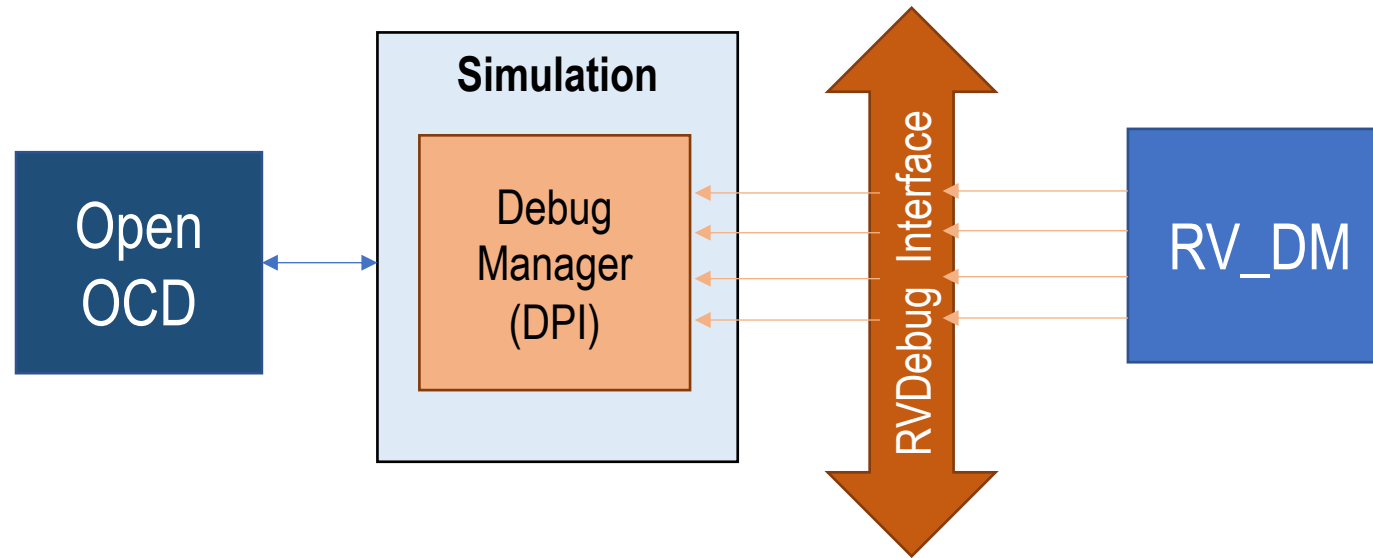 Open
OCD
Simulation
Debug
Manager
(DPI)
RVDebug Interface
RV_DM